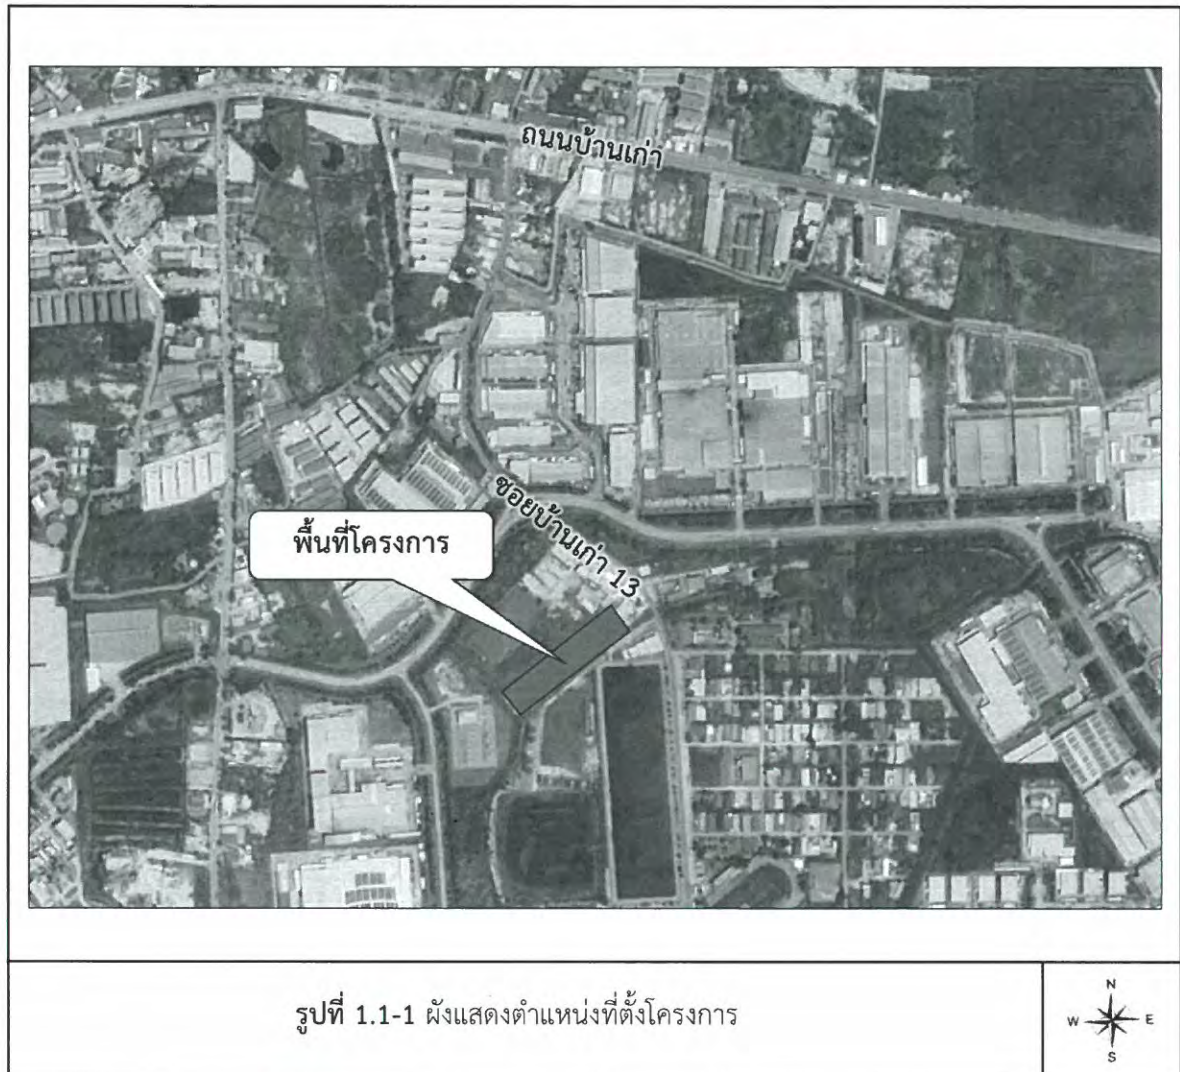 ถนนบ้านเก่า
ซอยบ้านเก่า 13
พื้นที่โครงการ
รูปที่ 1.1-1 ผังแสดงตำแหน่งที่ตั้งโครงการ
N
W E
S